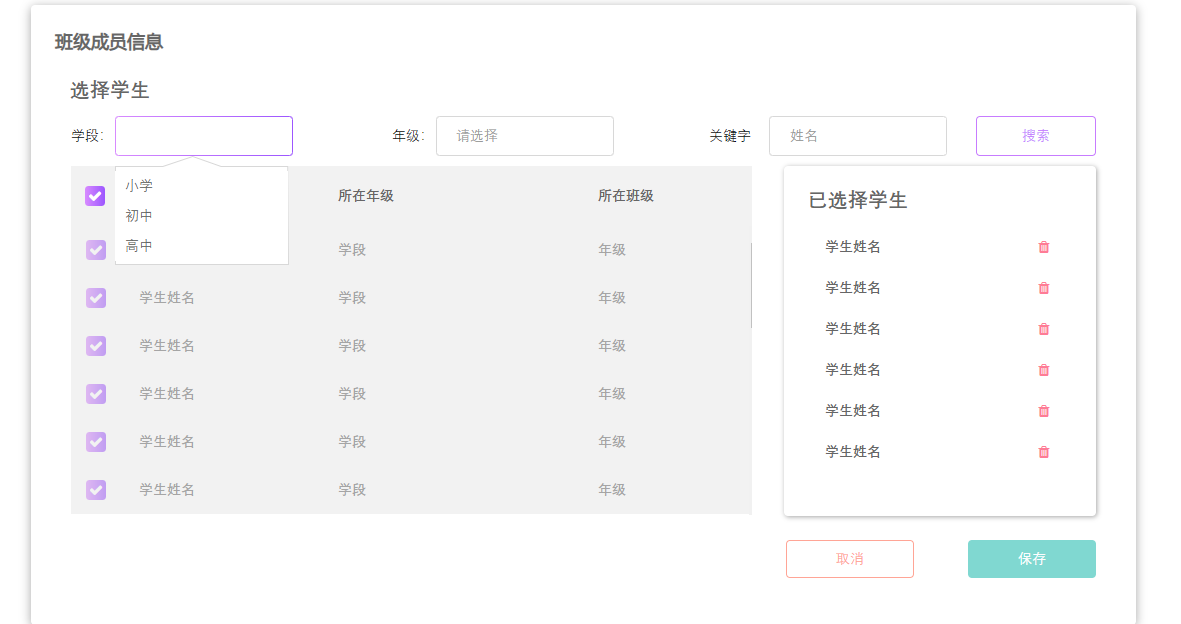 班级成员信息
选择学生
学段: 年级: 请选择 关键字 姓名 搜索
小学
初中
高中
所在年级 所在班级
学段 年级
学生姓名 学段 年级
学生姓名 学段 年级
学生姓名 学段 年级
学生姓名 学段 年级
学生姓名 学段 年级
已选择学生
学生姓名
学生姓名
学生姓名
学生姓名
学生姓名
学生姓名
取消 保存